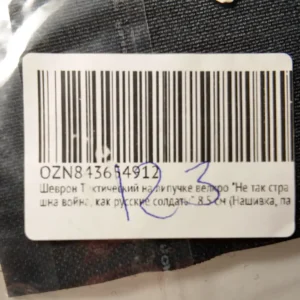 OZN843654912
Шеврон Тактический на липучке велкро "Не так стра
шна война, как русские солдаты" 8.5 см (Нашивка, па
R3